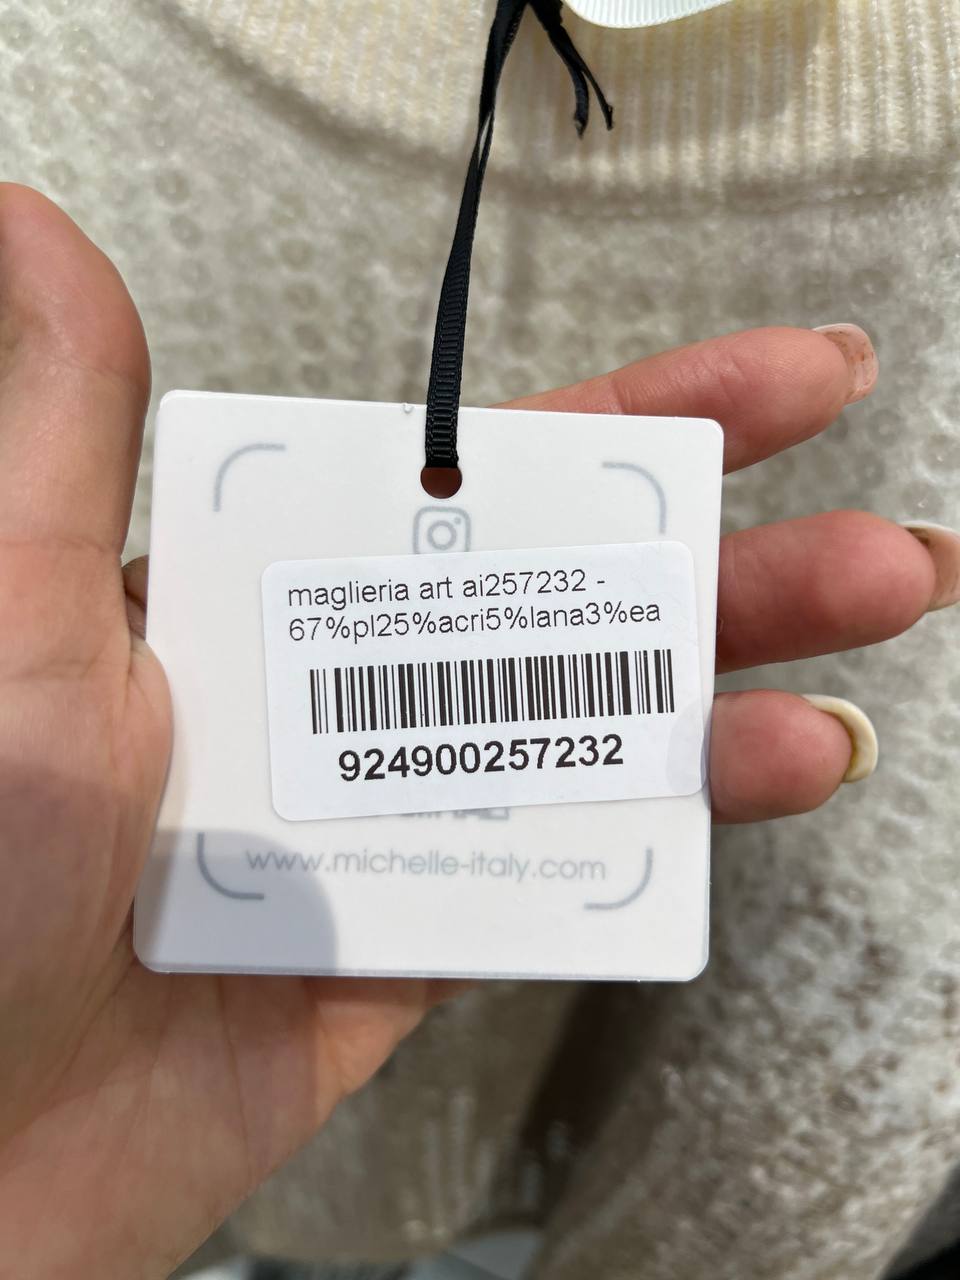 maglieria art ai257232 -
67%pl25%acri5%lana3%ea
924900257232
www.michelle-italy.com